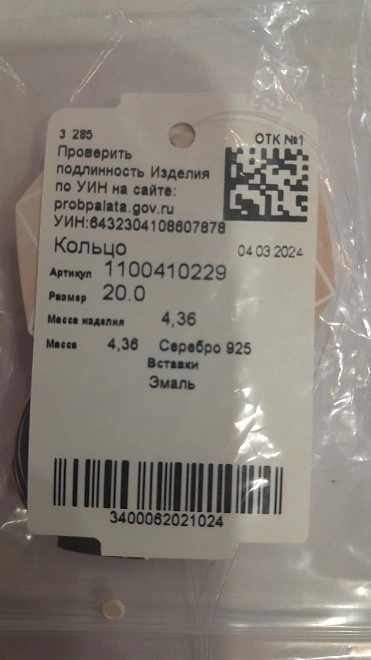 3 285
ОТК №1
Проверить
подлинность Изделия
по УИН на сайте:
probpalata.gov.ru
УИН:6432304108607878
Кольцо
04.03.2024
Артикул 1100410229
Размер 20.0
Масса изделия 4,36
Масса 4,36 Серебро 925
Вставки
Эмаль
3400062021024